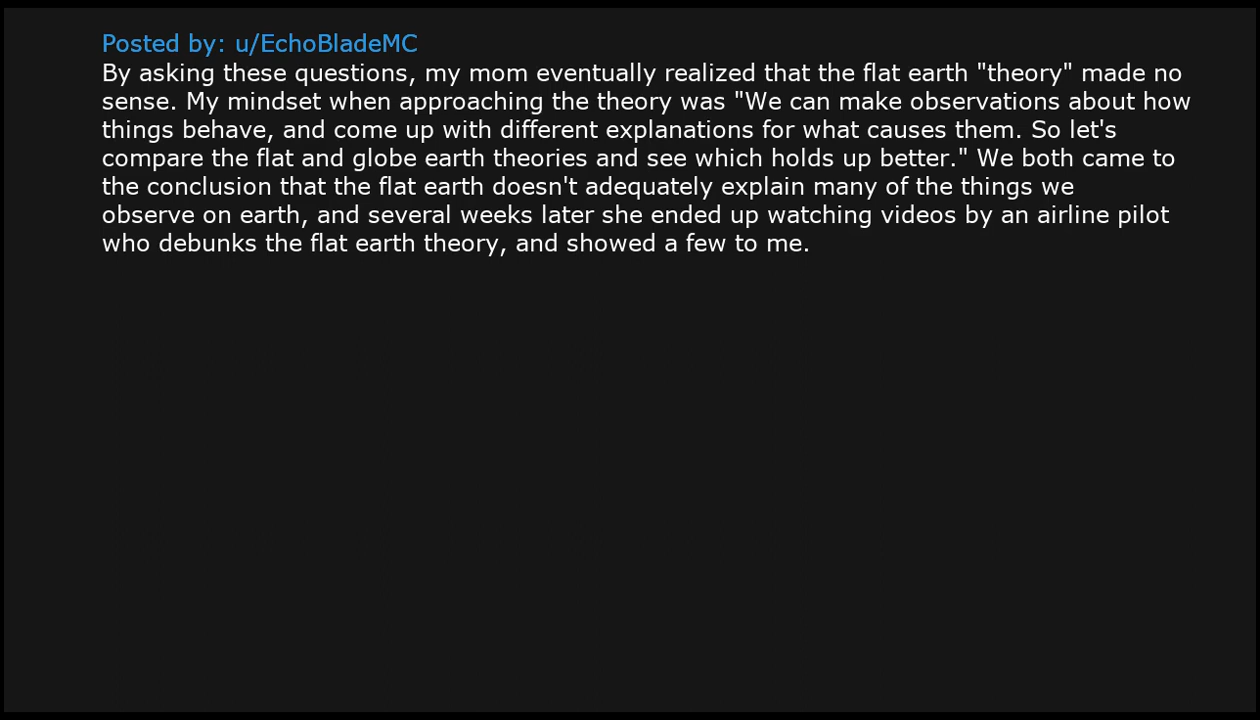 Posted by: u/EchoBladeMC
By asking these questions, my mom eventually realized that the flat earth "theory" made no
sense. My mindset when approaching the theory was "We can make observations about how
things behave, and come up with different explanations for what causes them. So let's
compare the flat and globe earth theories and see which holds up better." We both came to
the conclusion that the flat earth doesn't adequately explain many of the things we
observe on earth, and several weeks later she ended up watching videos by an airline pilot
who debunks the flat earth theory, and showed a few to me.